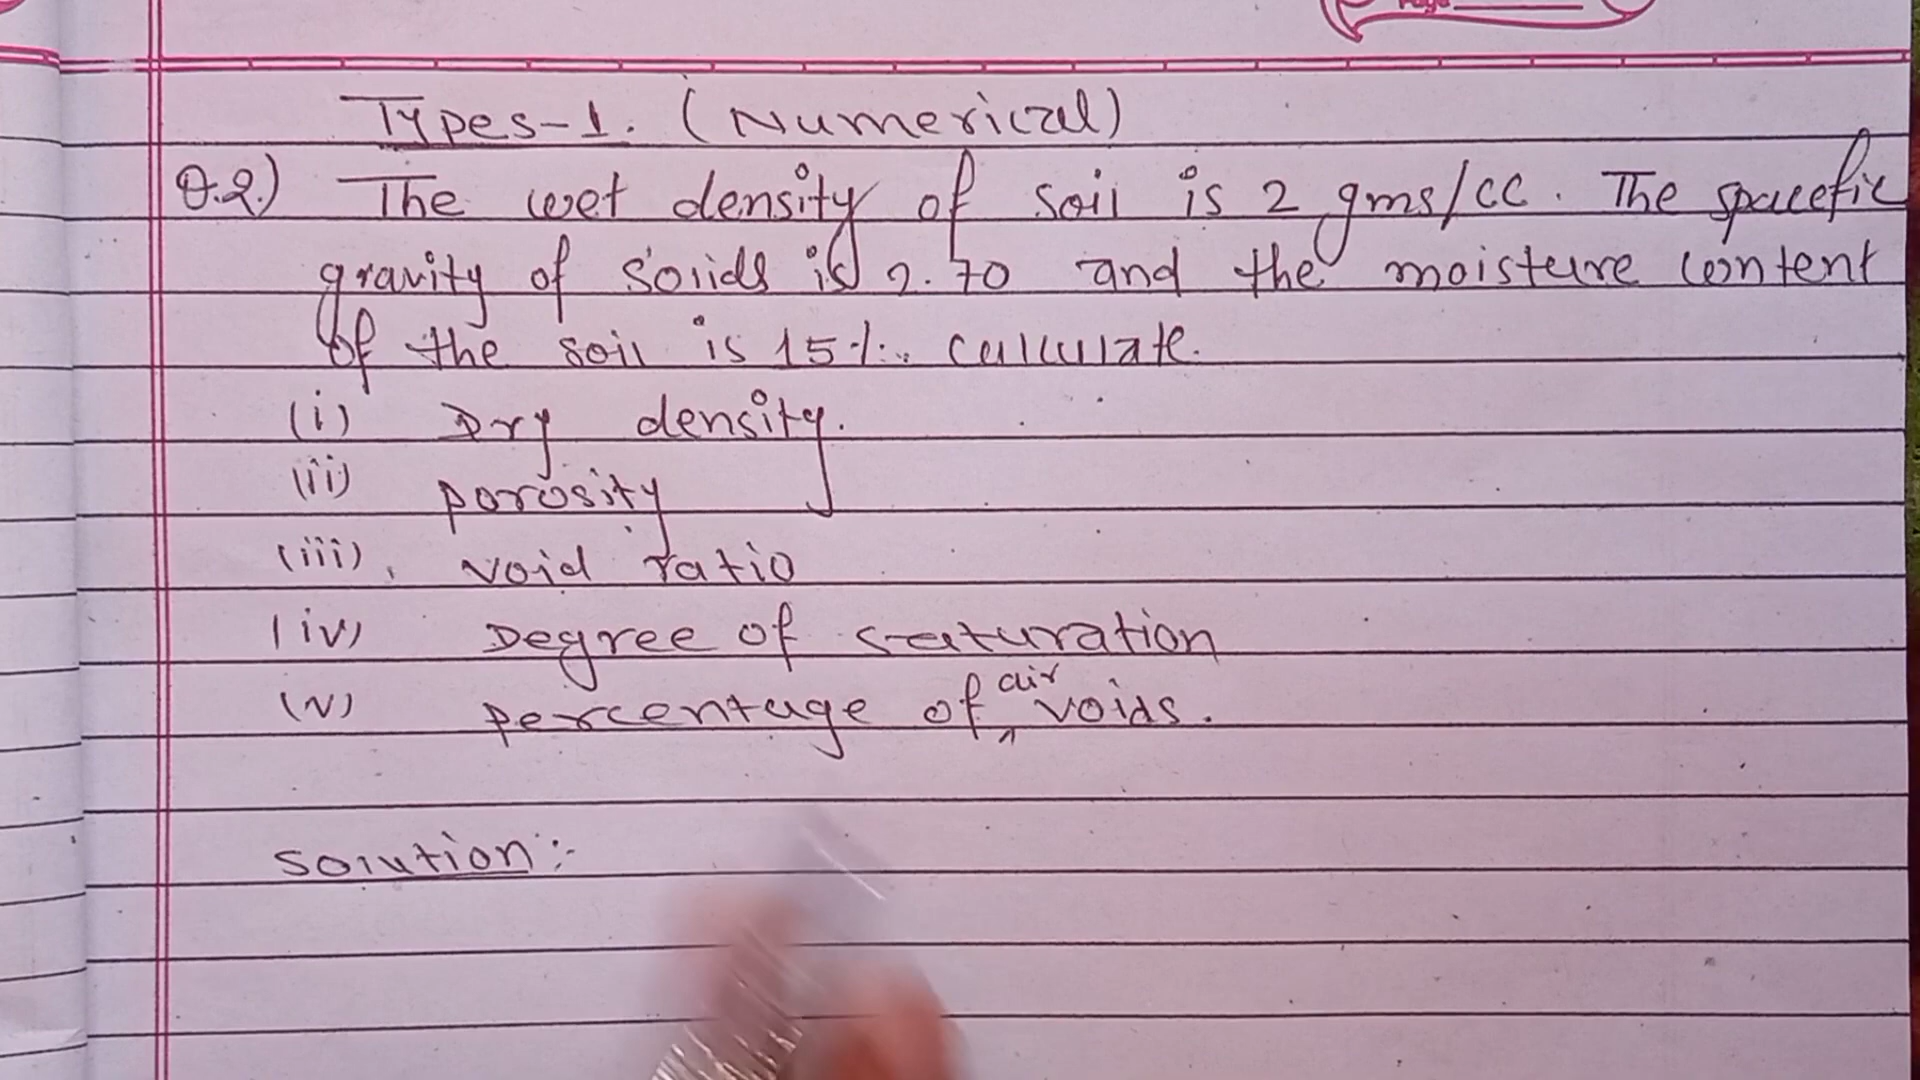 Page
Types-1. (Numerical)
Q.2.) The wet density of soil is 2 gms/cc. The spacefic
gravity of solids is 2.70 and the moisture content
of the soil is 15%. calculate.
(i) Dry density.
(ii) porosity
(iii), void ratio
(iv) Degree of saturation
(v) percentage of air voids.
solution:-